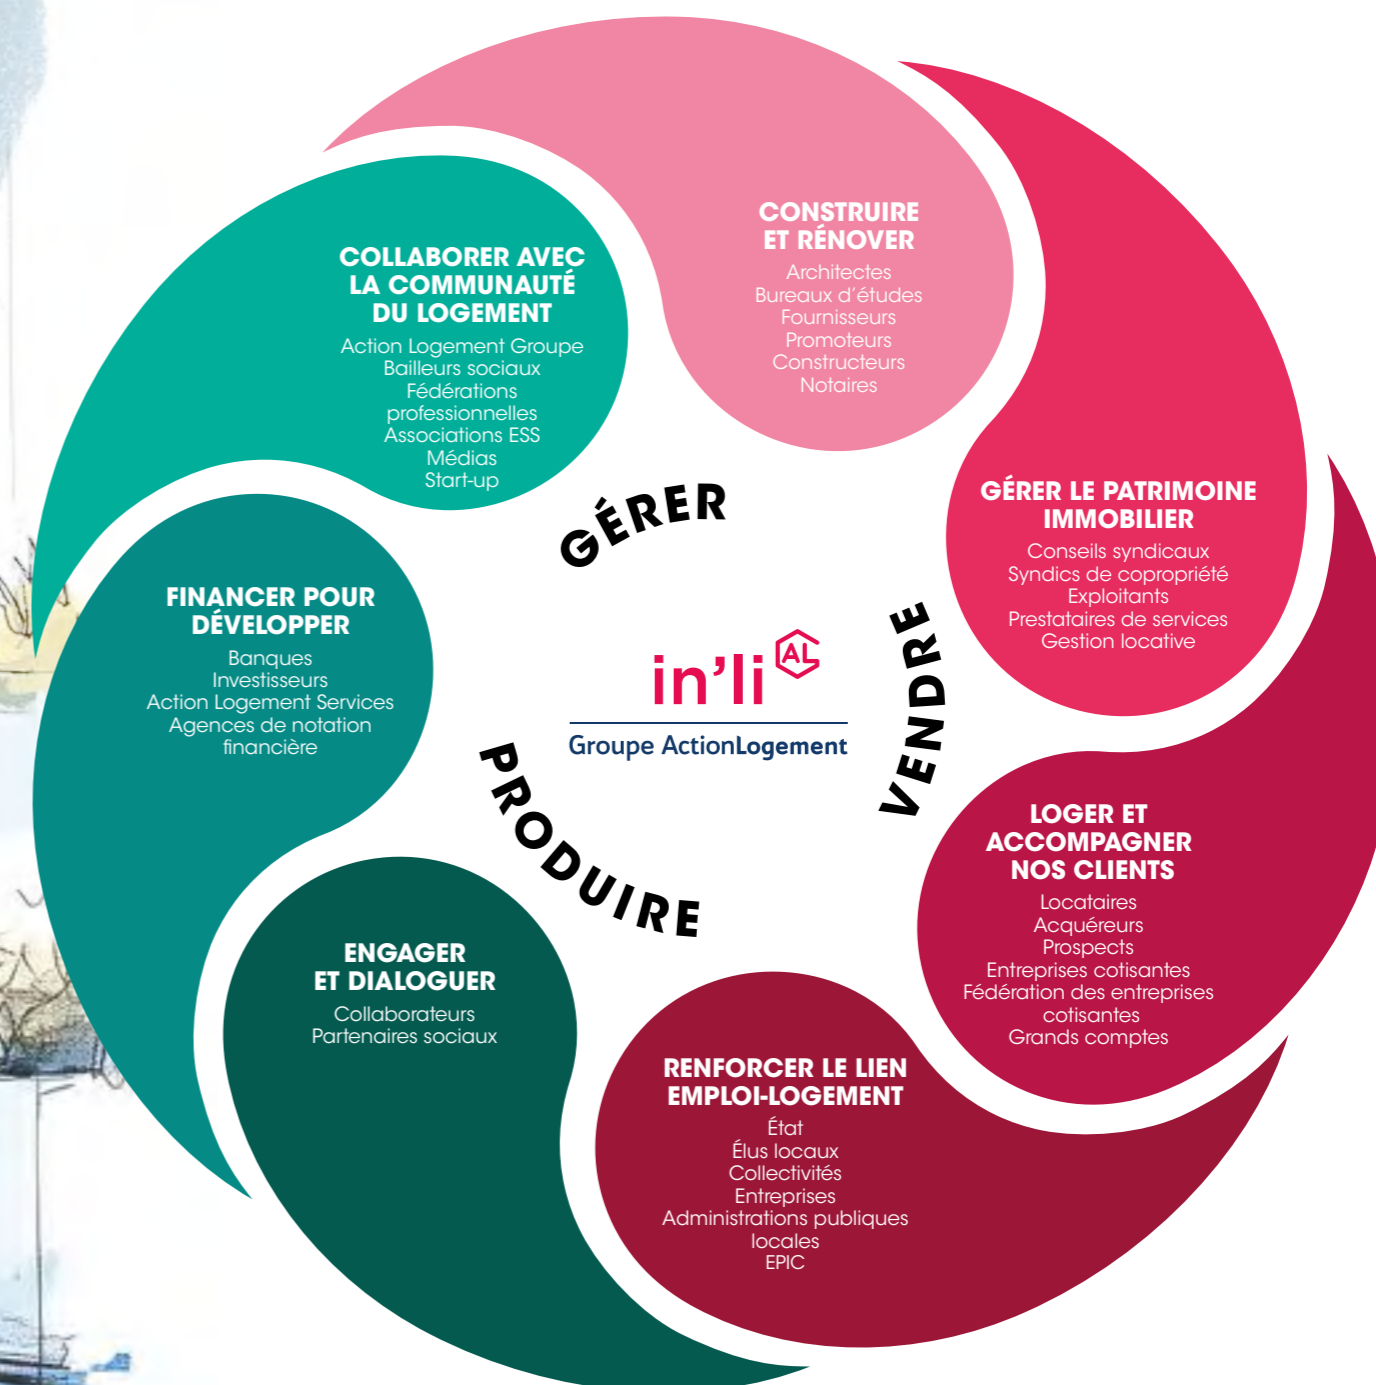 CONSTRUIRE
ET RÉNOVER
Architectes
Bureaux d'études
Fournisseurs
Promoteurs
Constructeurs
Notaires
COLLABORER AVEC
LA COMMUNAUTÉ
DU LOGEMENT
Action Logement Groupe
Bailleurs sociaux
Fédérations
professionnelles
Associations ESS
Médias
Start-up
GÉRER LE PATRIMOINE
IMMOBILIER
Conseils syndicaux
Syndics de copropriété
Exploitants
Prestataires de services
Gestion locative
FINANCER POUR
DÉVELOPPER
Banques
Investisseurs
Action Logement Services
Agences de notation
financière
GÉRER
VENDRE
PRODUIRE
in'li AL
Groupe ActionLogement
LOGER ET
ACCOMPAGNER
NOS CLIENTS
Locataires
Acquéreurs
Prospects
Entreprises cotisantes
Fédération des entreprises
cotisantes
Grands comptes
ENGAGER
ET DIALOGUER
Collaborateurs
Partenaires sociaux
RENFORCER LE LIEN
EMPLOI-LOGEMENT
État
Élus locaux
Collectivités
Entreprises
Administrations publiques
locales
EPIC